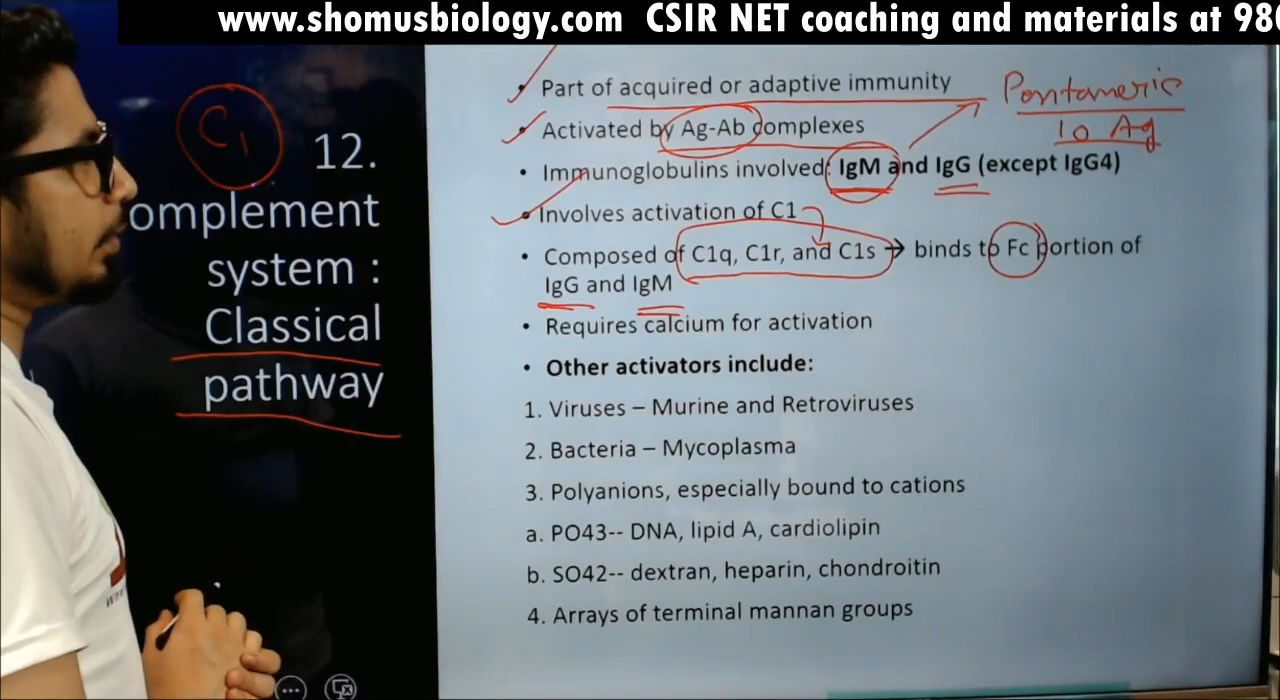 www.shomusbiology.com CSIR NET coaching and materials at 986
C1
12.
omplement
system :
Classical
pathway
Part of acquired or adaptive immunity
Pentameric
10 Ag
Activated by Ag-Ab complexes
Immunoglobulins involved: IgM and IgG (except IgG4)
Involves activation of C1
Composed of C1q, C1r, and C1s → binds to Fc portion of
IgG and IgM
Requires calcium for activation
Other activators include:
1. Viruses – Murine and Retroviruses
2. Bacteria – Mycoplasma
3. Polyanions, especially bound to cations
a. PO43-- DNA, lipid A, cardiolipin
b. SO42-- dextran, heparin, chondroitin
4. Arrays of terminal mannan groups